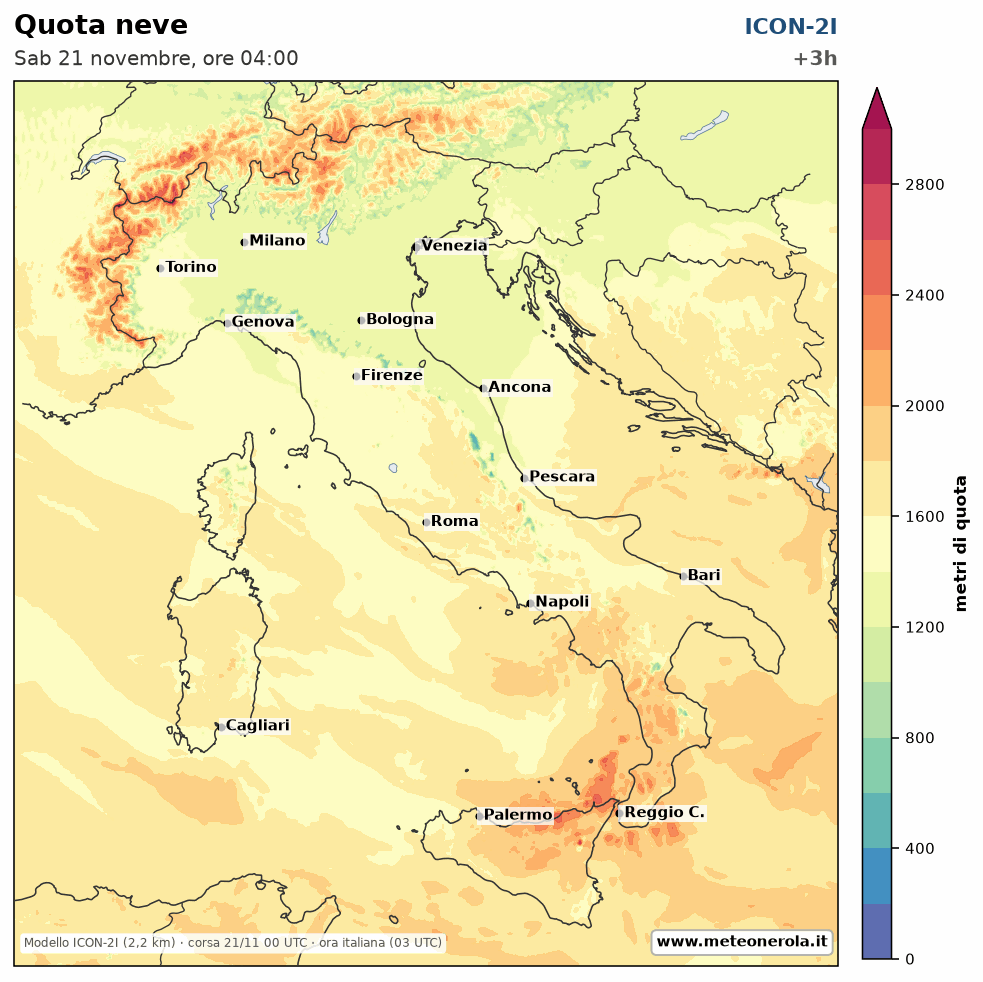 Quota neve
ICON-2I
Sab 21 novembre, ore 04:00
+3h
Milano
Venezia
Torino
Genova
Bologna
Firenze
Ancona
Pescara
Roma
Bari
Napoli
Cagliari
Palermo
Reggio C.
2800
2400
2000
1600
1200
800
400
0
metri di quota
Modello ICON-2I (2,2 km) · corsa 21/11 00 UTC · ora italiana (03 UTC)
www.meteonerola.it